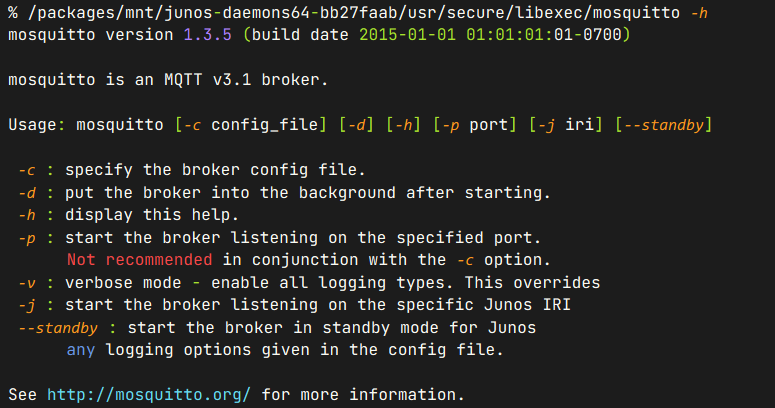 % /packages/mnt/junos-daemons64-bb27faab/usr/secure/libexec/mosquitto -h
mosquitto version 1.3.5 (build date 2015-01-01 01:01:01:01-0700)
mosquitto is an MQTT v3.1 broker.
Usage: mosquitto [-c config_file] [-d] [-h] [-p port] [-j iri] [--standby]
-c : specify the broker config file.
-d : put the broker into the background after starting.
-h : display this help.
-p : start the broker listening on the specified port.
Not recommended in conjunction with the -c option.
-v : verbose mode - enable all logging types. This overrides
-j : start the broker listening on the specific Junos IRI
--standby : start the broker in standby mode for Junos
any logging options given in the config file.
See http://mosquitto.org/ for more information.